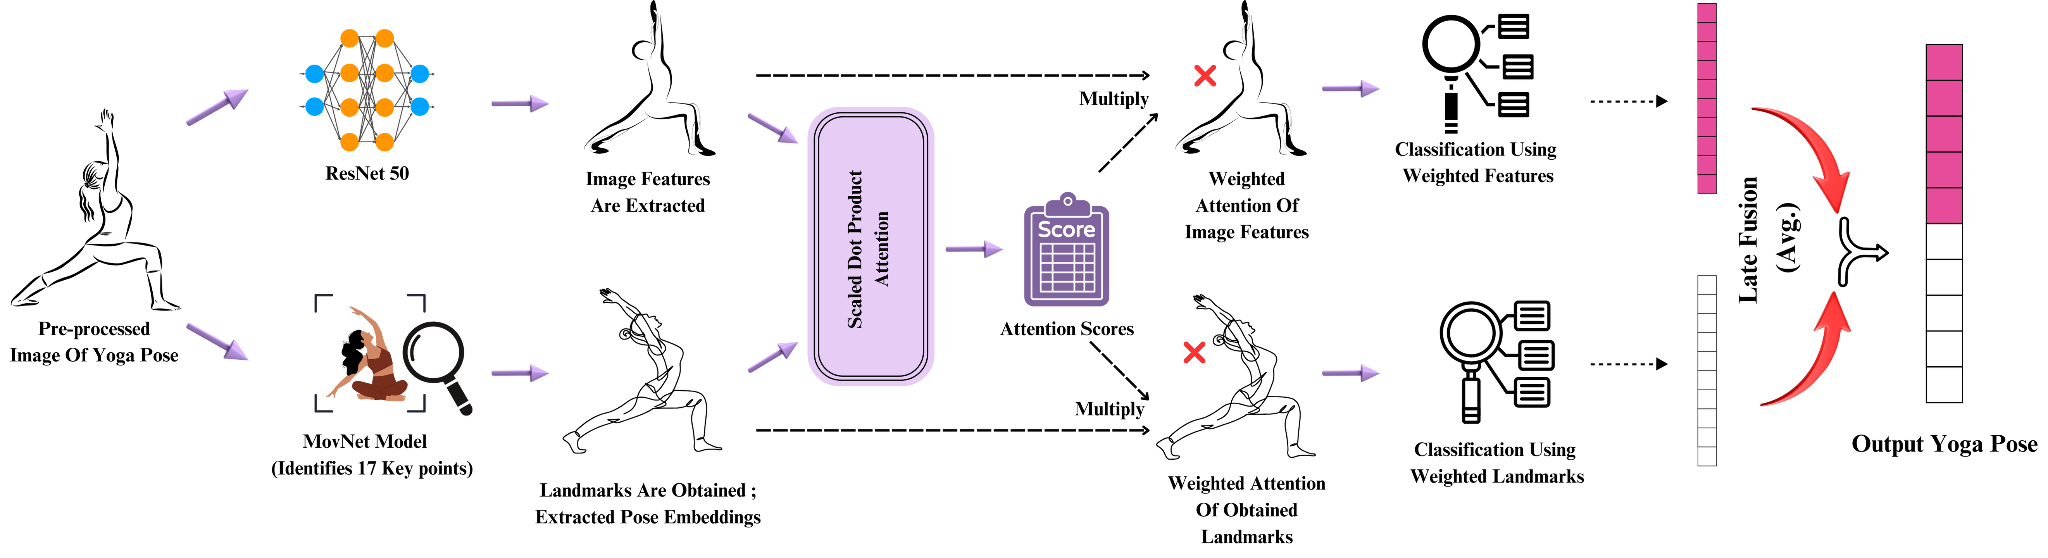 Pre-processed
Image Of Yoga Pose
ResNet 50
MovNet Model
(Identifies 17 Key points)
Image Features
Are Extracted
Landmarks Are Obtained ;
Extracted Pose Embeddings
Scaled Dot Product
Attention
Score
Attention Scores
Multiply
Multiply
Weighted
Attention Of
Image Features
Weighted Attention
Of Obtained
Landmarks
Classification Using
Weighted Features
Classification Using
Weighted Landmarks
Late Fusion
(Avg.)
Output Yoga Pose